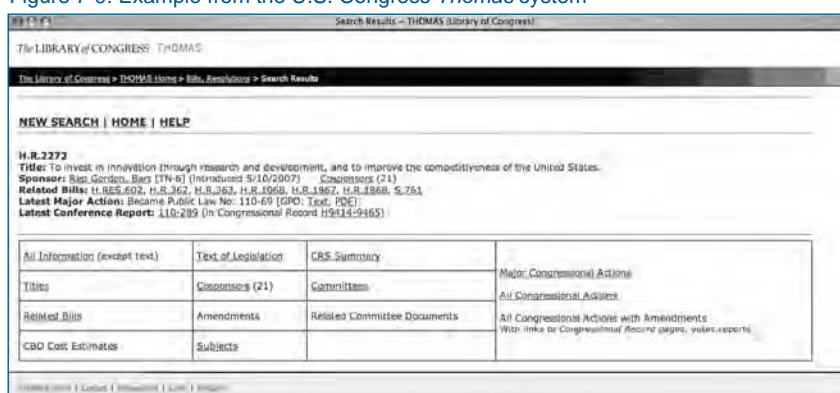 Figure 7-9. Example from the U.S. Congress Thomas system
Search Results - THOMAS (Library of Congress)
The LIBRARY of CONGRESS THOMAS
The Library of Congress > THOMAS Home > Bills, Resolutions > Search Results
NEW SEARCH | HOME | HELP
H.R.2272
Title: To invest in innovation through research and development, and to improve the competitiveness of the United States.
Sponsor: Rep Gordon, Bart [TN-6] (introduced 5/10/2007) Cosponsors (21)
Related Bills: H.RES.602, H.R.362, H.R.363, H.R.1068, H.R.1867, H.R.1868, S.761
Latest Major Action: Became Public Law No: 110-69 [GPO: Text, PDF]
Latest Conference Report: 110-289 (in Congressional Record H9414-9465)
All Information (except text) Text of Legislation CRS Summary
Major Congressional Actions
Titles Cosponsors (21) Committees
All Congressional Actions
Related Bills Amendments Related Committee Documents All Congressional Actions with Amendments
With links to Congressional Record pages, votes, reports
CBO Cost Estimates Subjects